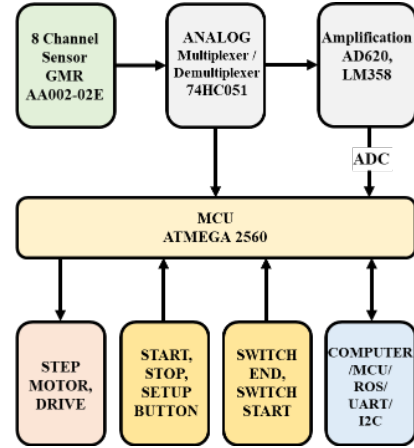 8 Channel
Sensor
GMR
AA002-02E
ANALOG
Multiplexer /
Demultiplexer
74HC051
Amplification
AD620,
LM358
ADC
MCU
ATMEGA 2560
STEP
MOTOR,
DRIVE
START,
STOP,
SETUP
BUTTON
SWITCH
END,
SWITCH
START
COMPUTER
/MCU/
ROS/
UART/
I2C